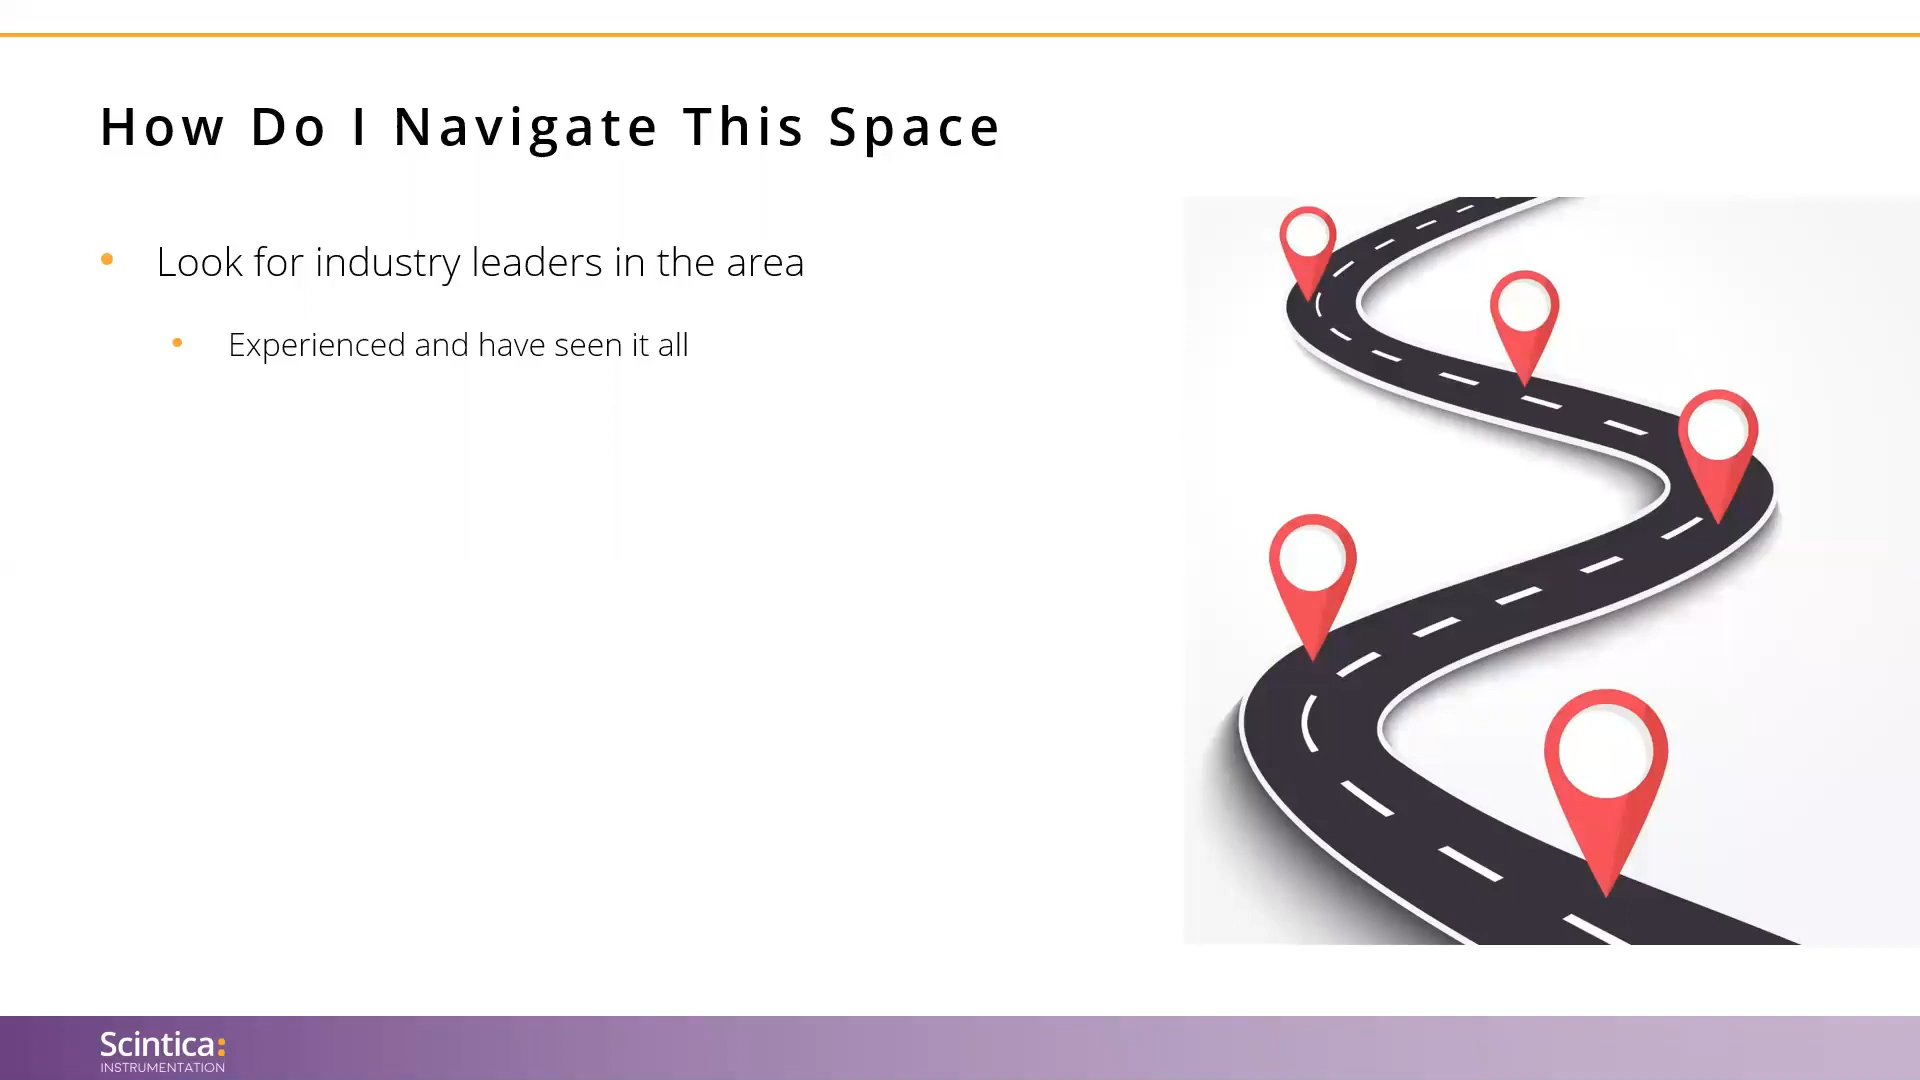 How Do I Navigate This Space
• Look for industry leaders in the area
• Experienced and have seen it all
Scintica:
INSTRUMENTATION